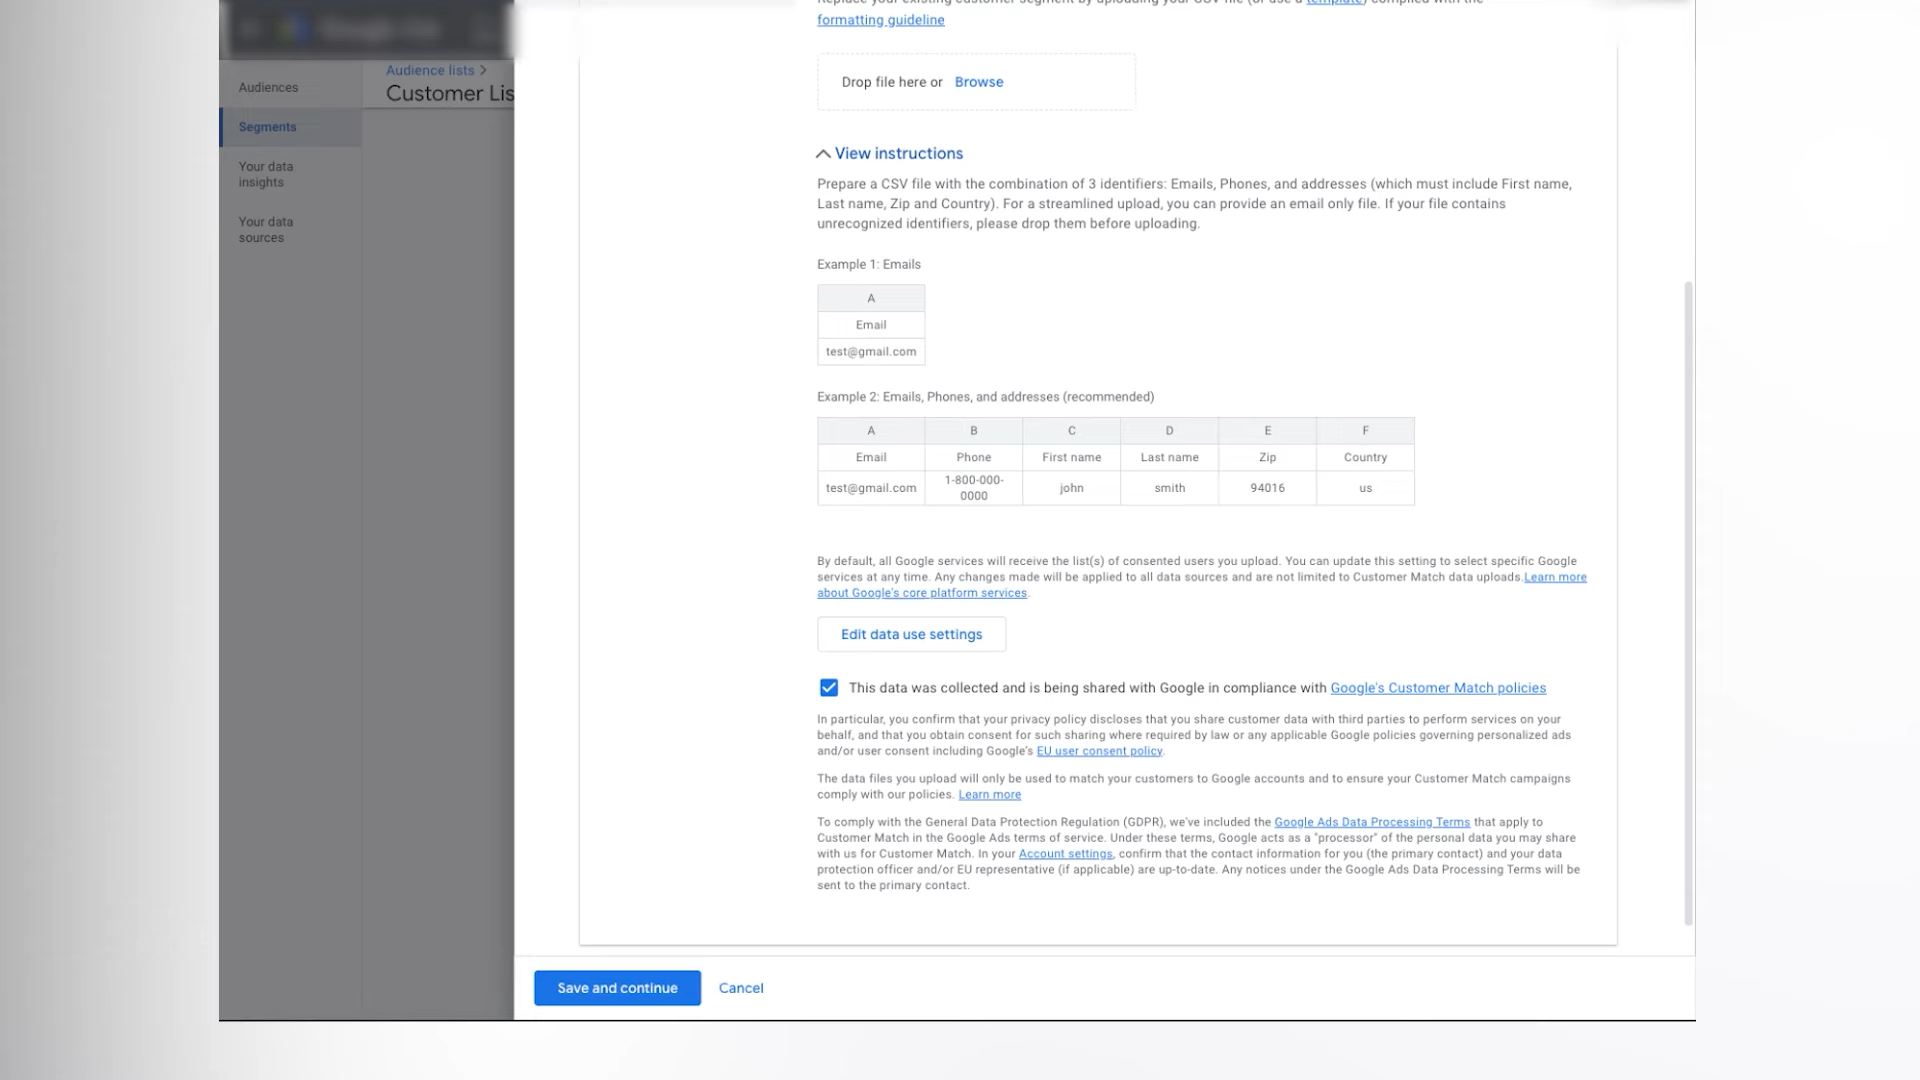 Replace your existing customer segment by uploading your CSV file (or use a template) complied with the
formatting guideline
Audience lists
Customer Lis
Audiences
Segments
Your data
insights
Your data
sources
Drop file here or Browse
View instructions
Prepare a CSV file with the combination of 3 identifiers: Emails, Phones, and addresses (which must include First name,
Last name, Zip and Country). For a streamlined upload, you can provide an email only file. If your file contains
unrecognized identifiers, please drop them before uploading.
Example 1: Emails
A
Email
test@gmail.com
Example 2: Emails, Phones, and addresses (recommended)
A B C D E F
Email Phone First name Last name Zip Country
test@gmail.com 1-800-000-0000 john smith 94016 us
By default, all Google services will receive the list(s) of consented users you upload. You can update this setting to select specific Google
services at any time. Any changes made will be applied to all data sources and are not limited to Customer Match data uploads.Learn more
about Google's core platform services.
Edit data use settings
This data was collected and is being shared with Google in compliance with Google's Customer Match policies
In particular, you confirm that your privacy policy discloses that you share customer data with third parties to perform services on your
behalf, and that you obtain consent for such sharing where required by law or any applicable Google policies governing personalized ads
and/or user consent including Google's EU user consent policy.
The data files you upload will only be used to match your customers to Google accounts and to ensure your Customer Match campaigns
comply with our policies. Learn more
To comply with the General Data Protection Regulation (GDPR), we've included the Google Ads Data Processing Terms that apply to
Customer Match in the Google Ads terms of service. Under these terms, Google acts as a "processor" of the personal data you may share
with us for Customer Match. In your Account settings, confirm that the contact information for you (the primary contact) and your data
protection officer and/or EU representative (if applicable) are up-to-date. Any notices under the Google Ads Data Processing Terms will be
sent to the primary contact.
Save and continue Cancel